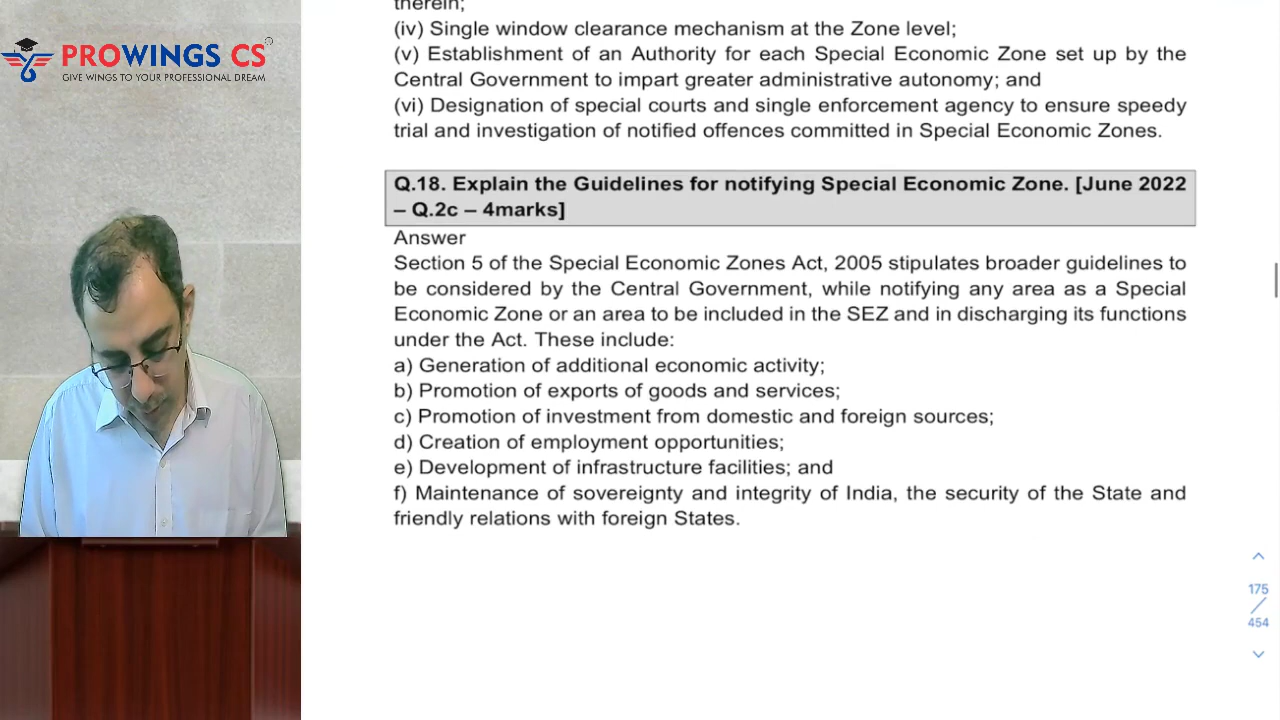 PROWINGS CS
GIVE WINGS TO YOUR PROFESSIONAL DREAM
therein;
(iv) Single window clearance mechanism at the Zone level;
(v) Establishment of an Authority for each Special Economic Zone set up by the
Central Government to impart greater administrative autonomy; and
(vi) Designation of special courts and single enforcement agency to ensure speedy
trial and investigation of notified offences committed in Special Economic Zones.
Q.18. Explain the Guidelines for notifying Special Economic Zone. [June 2022
– Q.2c – 4marks]
Answer
Section 5 of the Special Economic Zones Act, 2005 stipulates broader guidelines to
be considered by the Central Government, while notifying any area as a Special
Economic Zone or an area to be included in the SEZ and in discharging its functions
under the Act. These include:
a) Generation of additional economic activity;
b) Promotion of exports of goods and services;
c) Promotion of investment from domestic and foreign sources;
d) Creation of employment opportunities;
e) Development of infrastructure facilities; and
f) Maintenance of sovereignty and integrity of India, the security of the State and
friendly relations with foreign States.
175
/
454